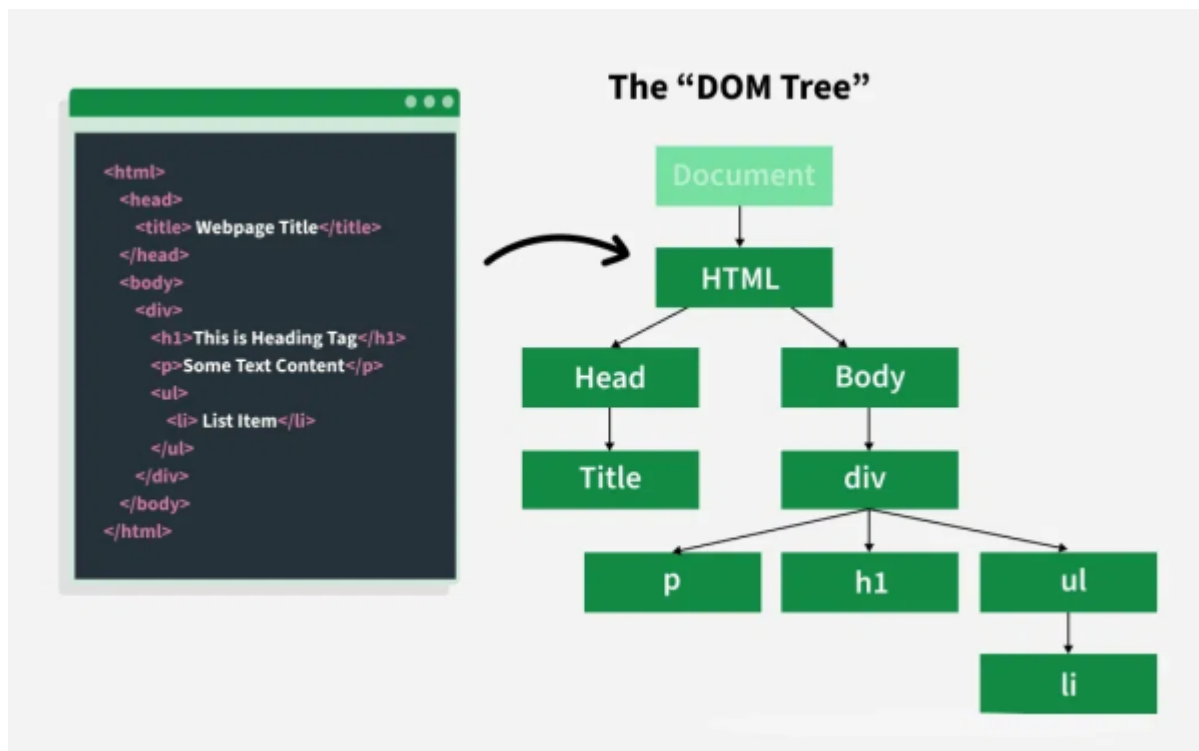 The “DOM Tree”
<html>
<head>
<title> Webpage Title</title>
</head>
<body>
<div>
<h1>This is Heading Tag</h1>
<p>Some Text Content</p>
<ul>
<li> List Item</li>
</ul>
</div>
</body>
</html>
Document
HTML
Head
Body
Title
div
p
h1
ul
li